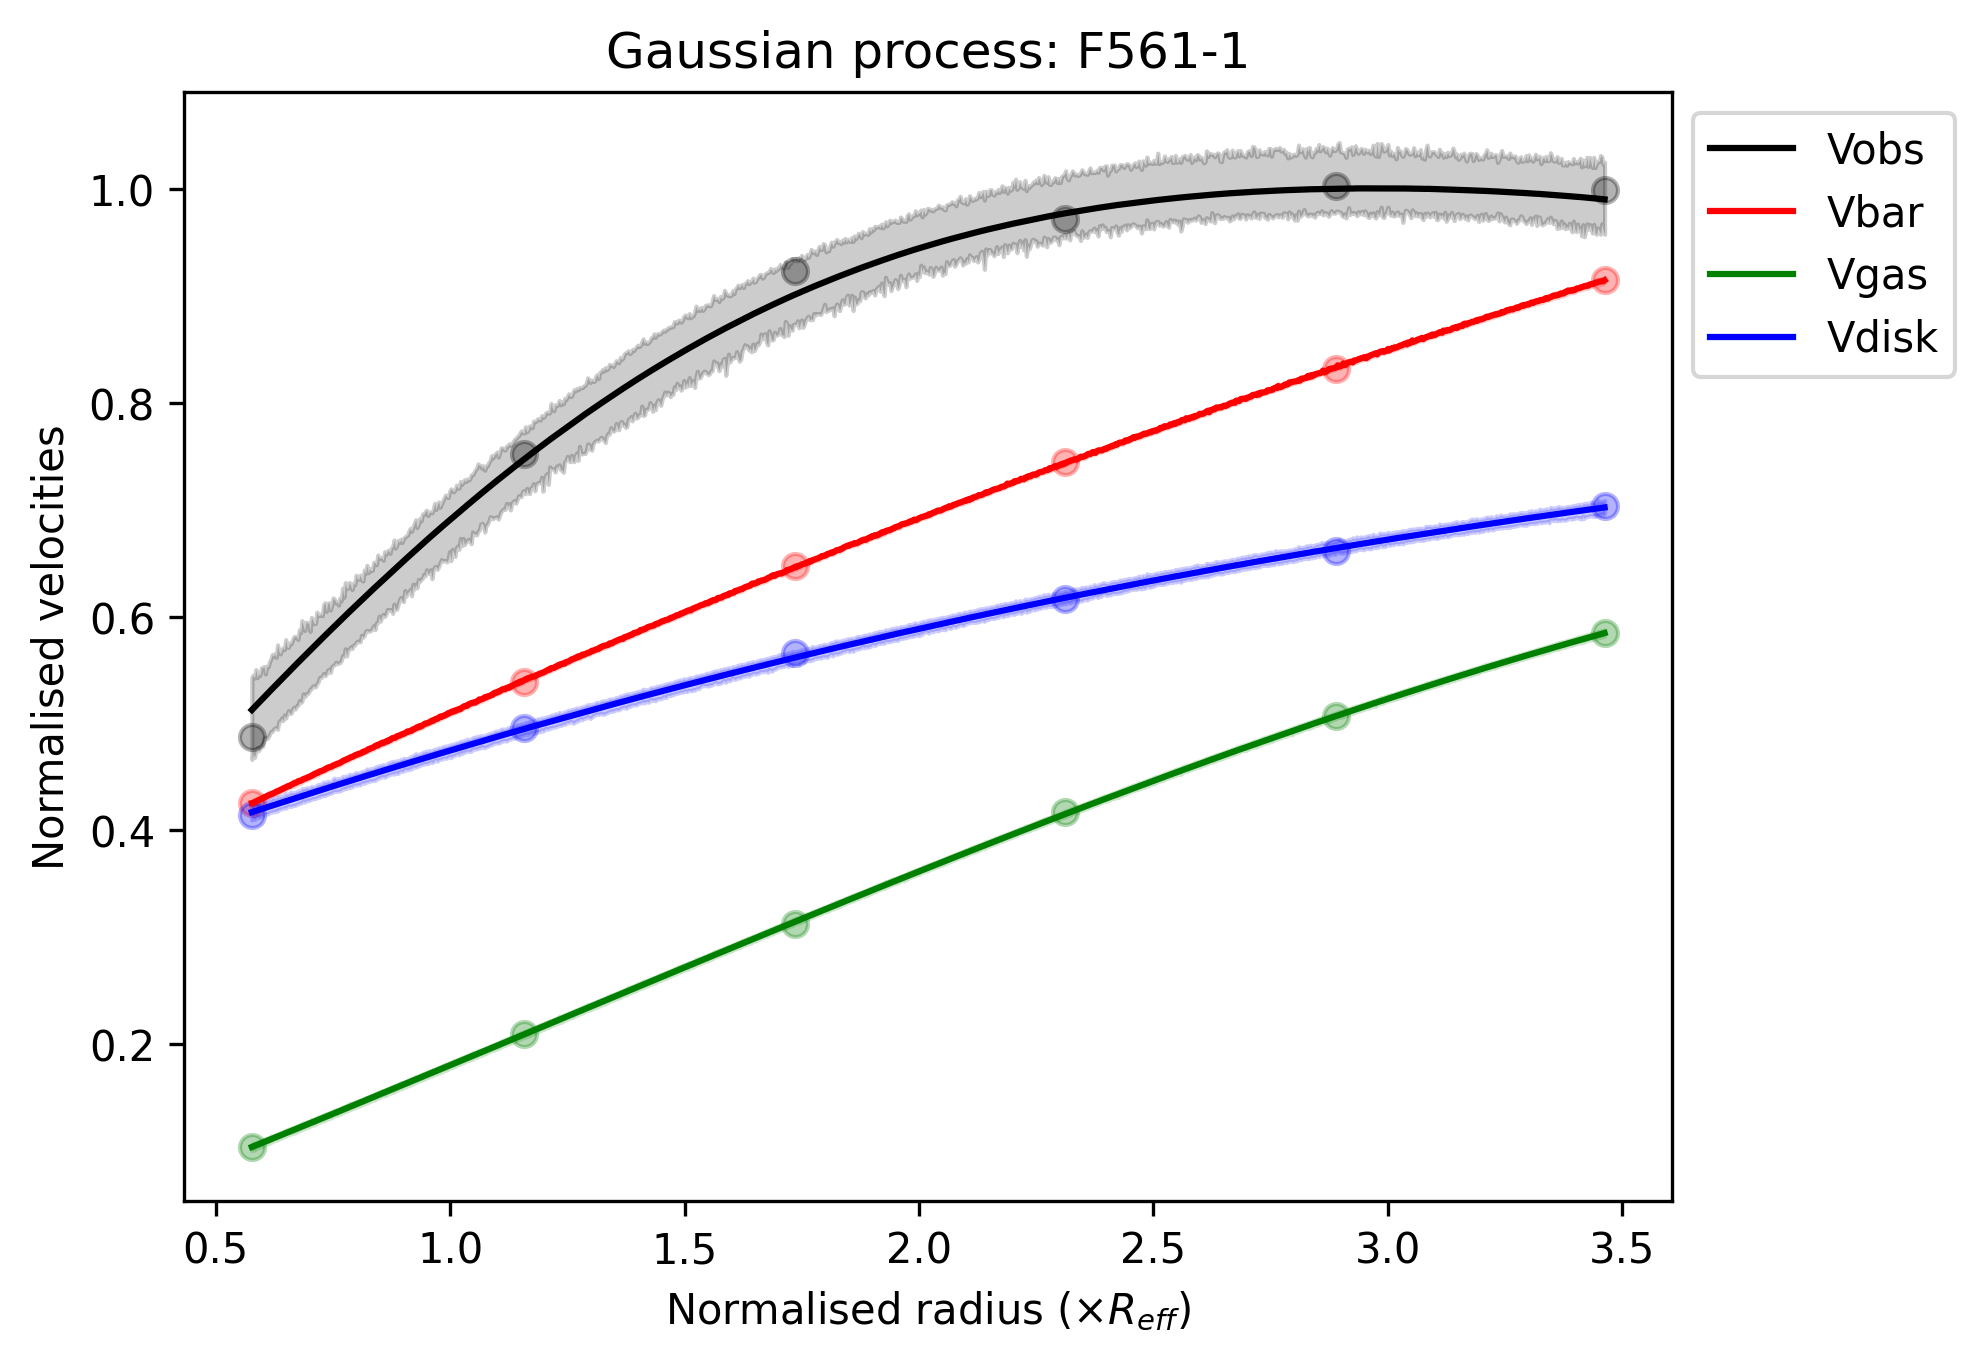 Gaussian process: F561-1
Vobs
Vbar
Vgas
Vdisk
Normalised velocities
1.0
0.8
0.6
0.4
0.2
0.5 1.0 1.5 2.0 2.5 3.0 3.5
Normalised radius (×R_eff)